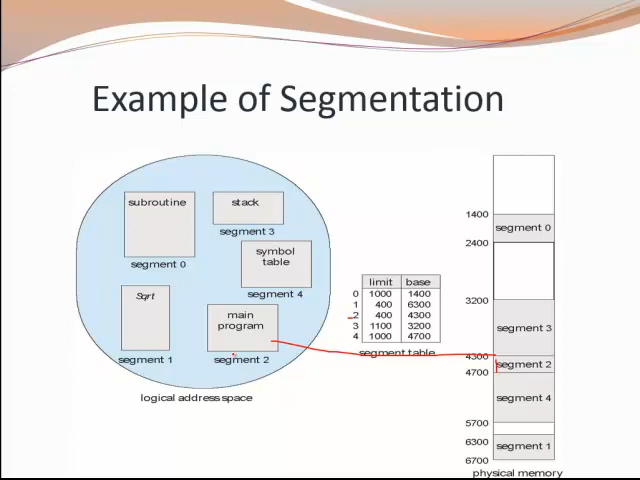 Example of Segmentation
subroutine
segment 0
stack
segment 3
symbol
table
segment 4
Sqrt
segment 1
main
program
segment 2
logical address space
limit base
0 1000 1400
1 400 6300
2 400 4300
3 1100 3200
4 1000 4700
segment table
1400
segment 0
2400
3200
segment 3
4300
segment 2
4700
segment 4
5700
6300
segment 1
6700
physical memory